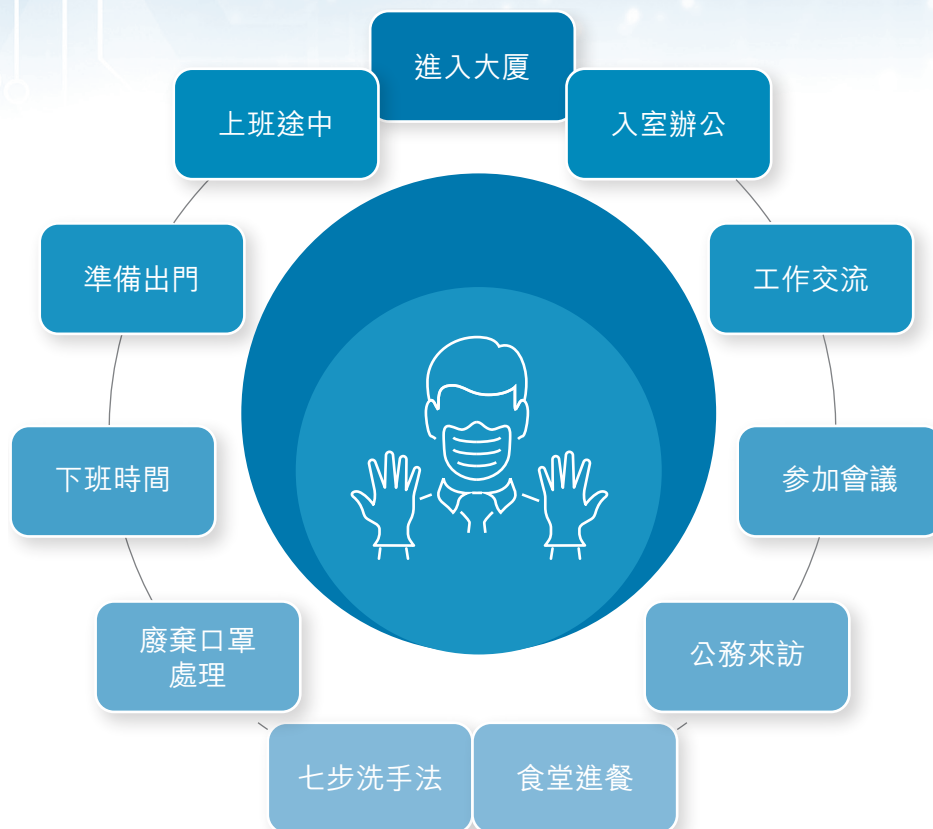 進入大厦
入室辦公
工作交流
参加會議
公務來訪
食堂進餐
七步洗手法
廢棄口罩
處理
下班時間
準備出門
上班途中